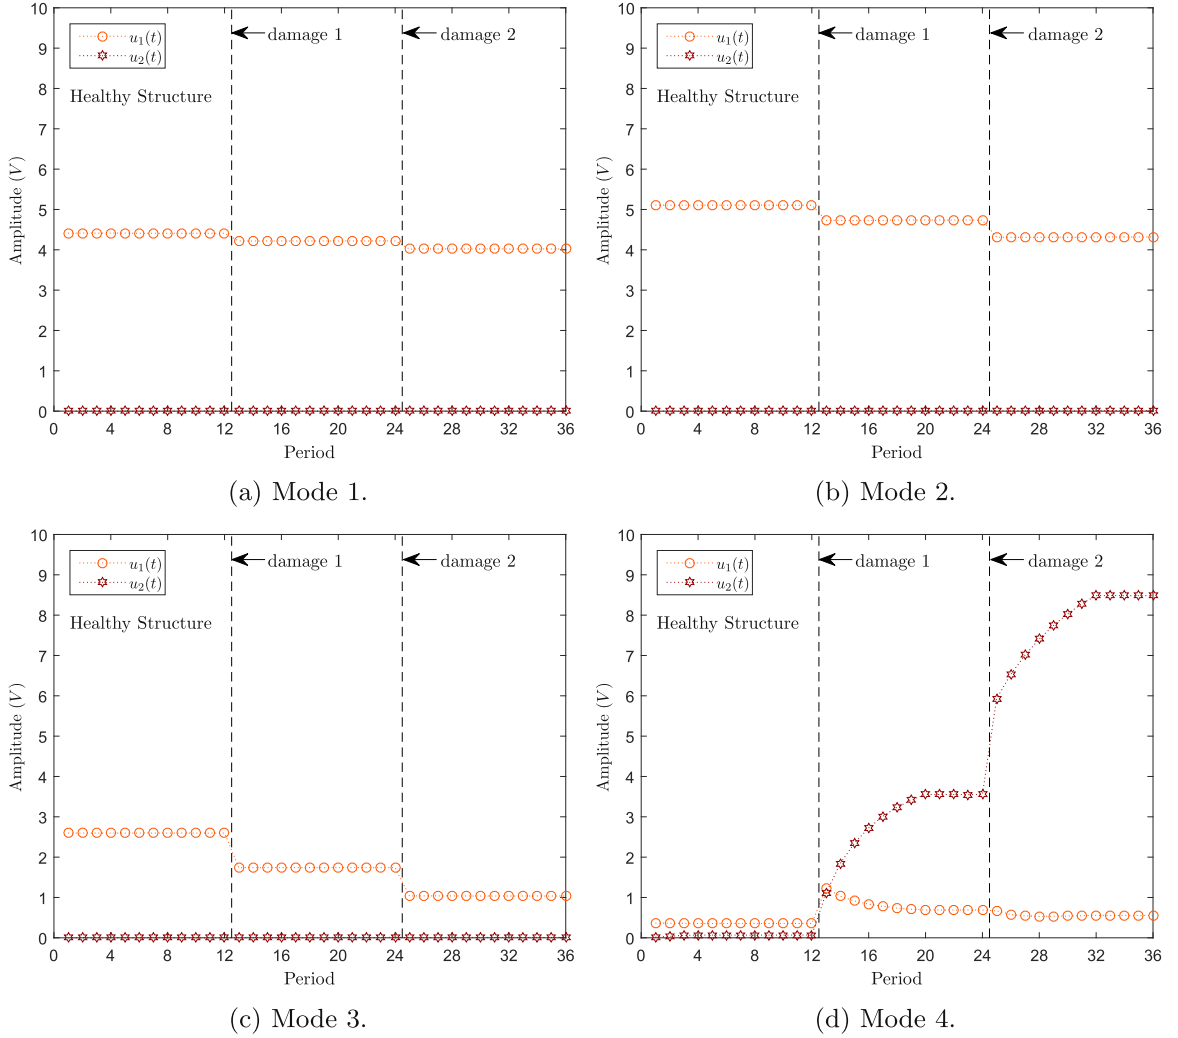 10
9
8
7
6
5
4
3
2
1
0
Amplitude (V)
u₁(t)
u₂(t)
damage 1
damage 2
Healthy Structure
0 4 8 12 16 20 24 28 32 36
Period
(a) Mode 1.
10
9
8
7
6
5
4
3
2
1
0
Amplitude (V)
u₁(t)
u₂(t)
damage 1
damage 2
Healthy Structure
0 4 8 12 16 20 24 28 32 36
Period
(b) Mode 2.
10
9
8
7
6
5
4
3
2
1
0
Amplitude (V)
u₁(t)
u₂(t)
damage 1
damage 2
Healthy Structure
0 4 8 12 16 20 24 28 32 36
Period
(c) Mode 3.
10
9
8
7
6
5
4
3
2
1
0
Amplitude (V)
u₁(t)
u₂(t)
damage 1
damage 2
Healthy Structure
0 4 8 12 16 20 24 28 32 36
Period
(d) Mode 4.